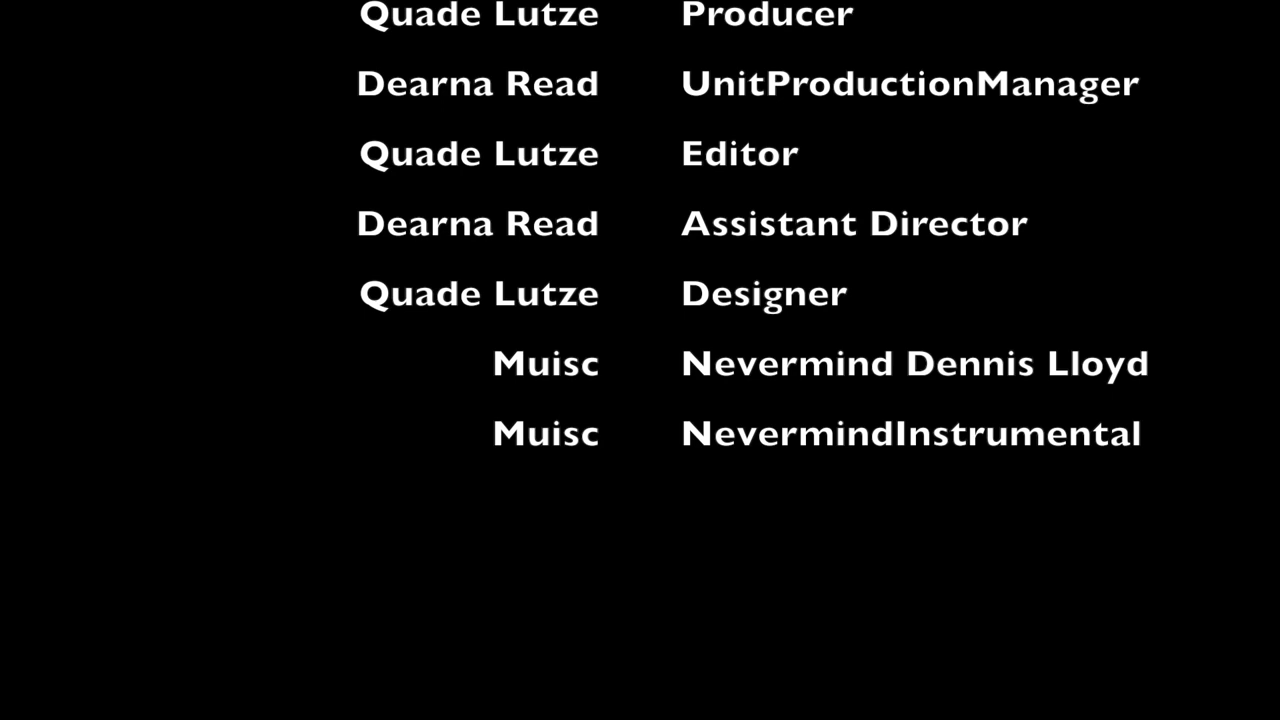 Quade Lutze Producer
Dearna Read UnitProductionManager
Quade Lutze Editor
Dearna Read Assistant Director
Quade Lutze Designer
Muisc Nevermind Dennis Lloyd
Muisc NevermindInstrumental